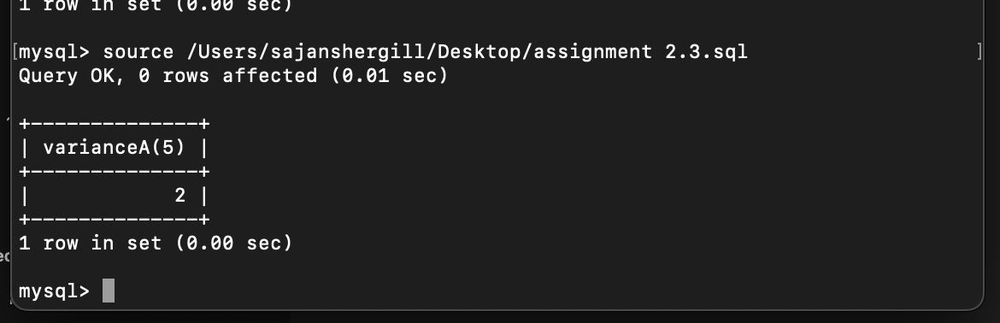 1 row in set (0.00 sec)
[mysql> source /Users/sajanshergill/Desktop/assignment 2.3.sql ]
Query OK, 0 rows affected (0.01 sec)
+--------------+
| varianceA(5) |
+--------------+
|            2 |
+--------------+
1 row in set (0.00 sec)
mysql>